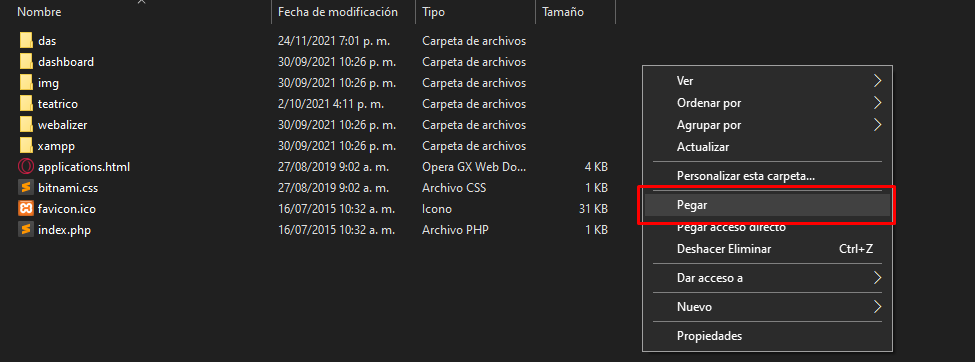 Nombre Fecha de modificación Tipo Tamaño
das 24/11/2021 7:01 p. m. Carpeta de archivos
dashboard 30/09/2021 10:26 p. m. Carpeta de archivos
img 30/09/2021 10:26 p. m. Carpeta de archivos
teatrico 2/10/2021 4:11 p. m. Carpeta de archivos
webalizer 30/09/2021 10:26 p. m. Carpeta de archivos
xampp 30/09/2021 10:26 p. m. Carpeta de archivos
applications.html 27/08/2019 9:02 a. m. Opera GX Web Do... 4 KB
bitnami.css 27/08/2019 9:02 a. m. Archivo CSS 1 KB
favicon.ico 16/07/2015 10:32 a. m. Icono 31 KB
index.php 16/07/2015 10:32 a. m. Archivo PHP 1 KB
Ver
Ordenar por
Agrupar por
Actualizar
Personalizar esta carpeta...
Pegar
Pegar acceso directo
Deshacer Eliminar Ctrl+Z
Dar acceso a
Nuevo
Propiedades